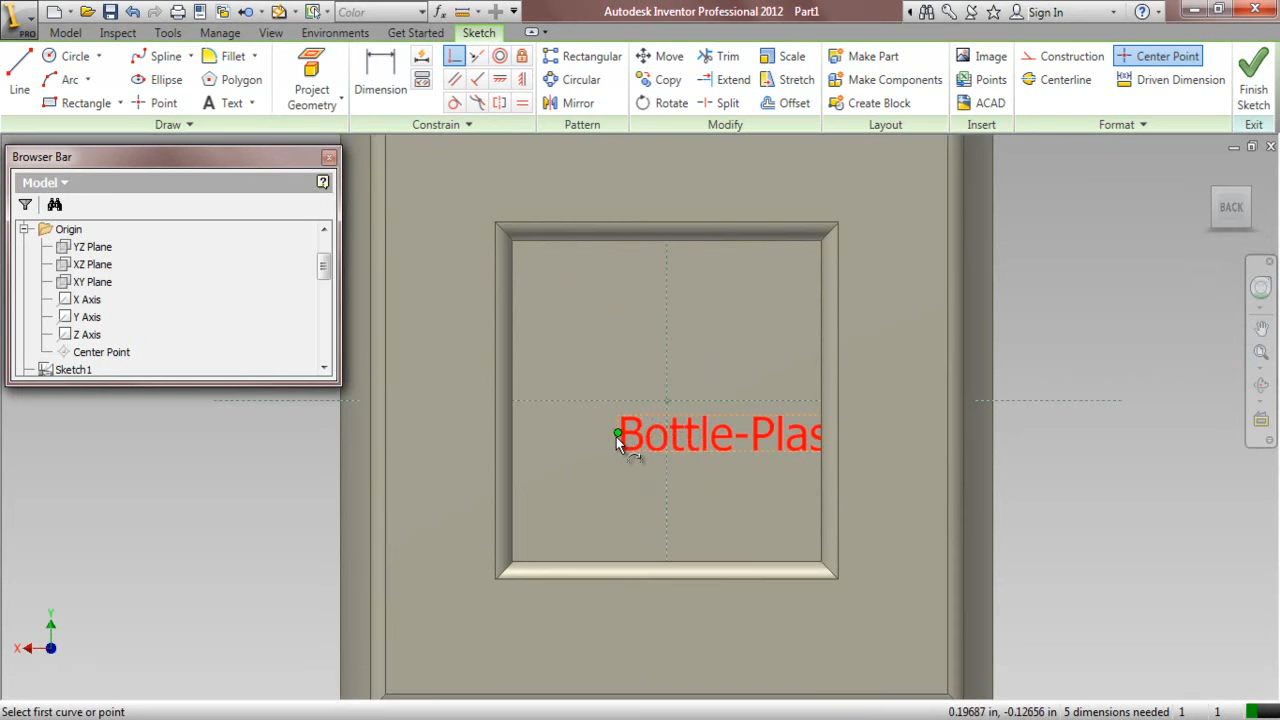 Color
Autodesk Inventor Professional 2012 Part1
Sign In
PRO
Model Inspect Tools Manage View Environments Get Started Sketch
Line
Circle
Arc
Rectangle
Spline
Ellipse
Point
Fillet
Polygon
Text
Project
Geometry
Draw
Dimension
Constrain
Rectangular
Circular
Mirror
Pattern
Move
Copy
Rotate
Trim
Extend
Split
Scale
Stretch
Offset
Modify
Make Part
Make Components
Create Block
Layout
Image
Points
ACAD
Insert
Construction
Centerline
Center Point
Driven Dimension
Format
Finish
Sketch
Exit
Browser Bar
Model
Origin
YZ Plane
XZ Plane
XY Plane
X Axis
Y Axis
Z Axis
Center Point
Sketch1
BACK
Bottle-Plas
Y
X
Select first curve or point
0.19687 in, -0.12656 in 5 dimensions needed 1 1